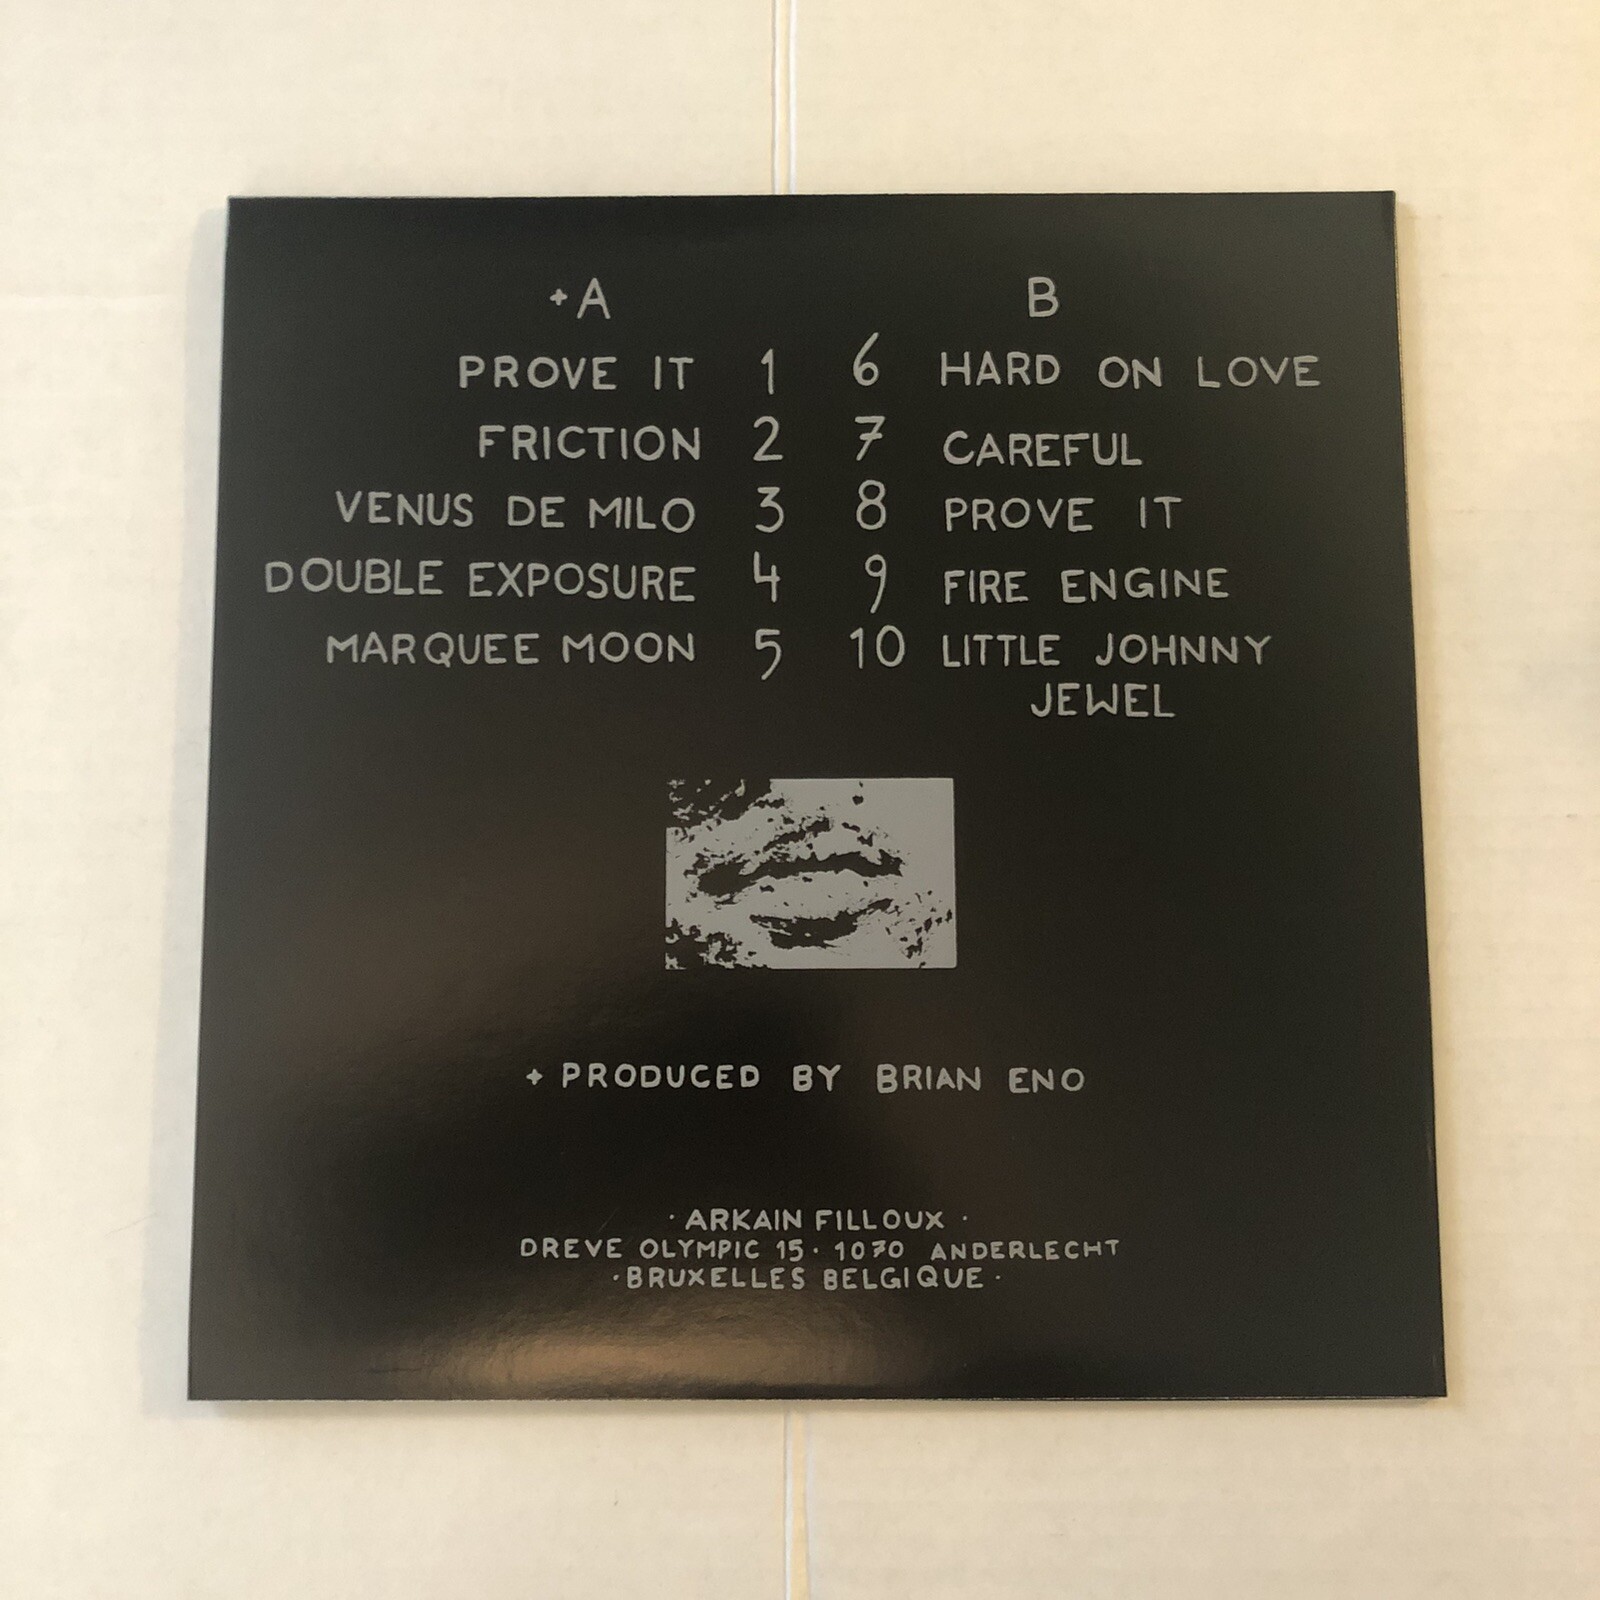 +A
PROVE IT 1
FRICTION 2
VENUS DE MILO 3
DOUBLE EXPOSURE 4
MARQUEE MOON 5
B
6 HARD ON LOVE
7 CAREFUL
8 PROVE IT
9 FIRE ENGINE
10 LITTLE JOHNNY
JEWEL
+ PRODUCED BY BRIAN ENO
· ARKAIN FILLOUX ·
DREVE OLYMPIC 15 · 1070 ANDERLECHT
· BRUXELLES BELGIQUE ·